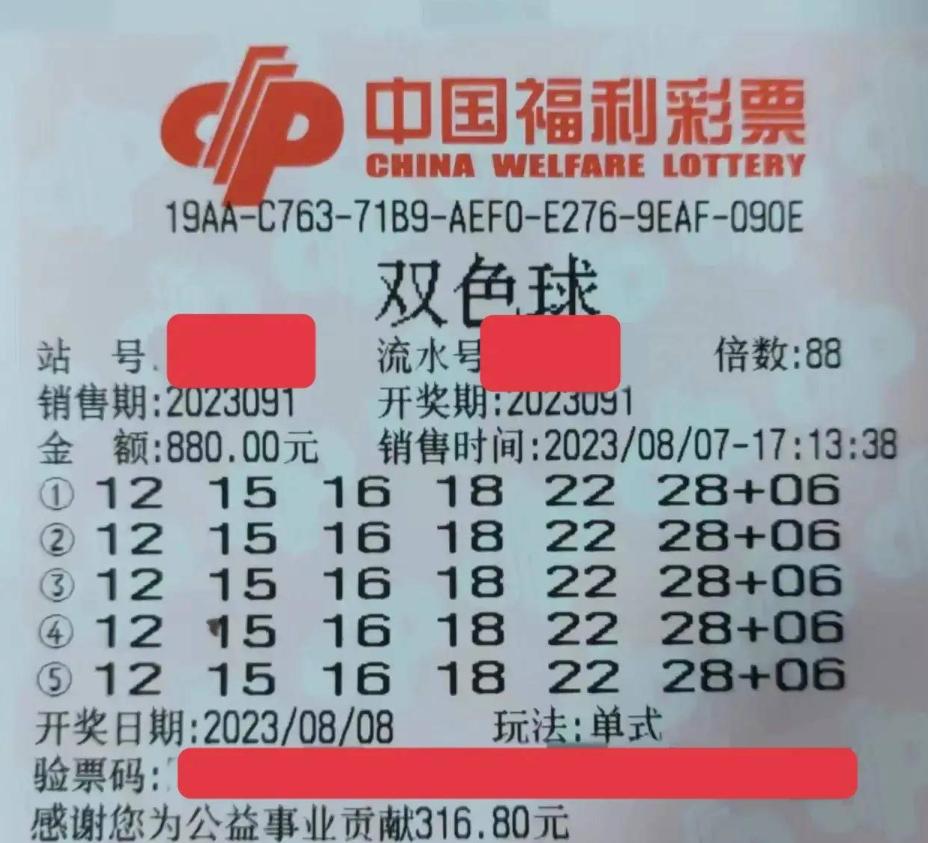 中国福利彩票
CHINA WELFARE LOTTERY
19AA-C763-71B9-AEF0-E276-9EAF-090E
双色球
站 号: 流水号 倍数:88
销售期:2023091 开奖期:2023091
金 额:880.00元 销售时间:2023/08/07-17:13:38
① 12 15 16 18 22 28+06
② 12 15 16 18 22 28+06
③ 12 15 16 18 22 28+06
④ 12 15 16 18 22 28+06
⑤ 12 15 16 18 22 28+06
开奖日期:2023/08/08 玩法:单式
验票码:
感谢您为公益事业贡献316.80元